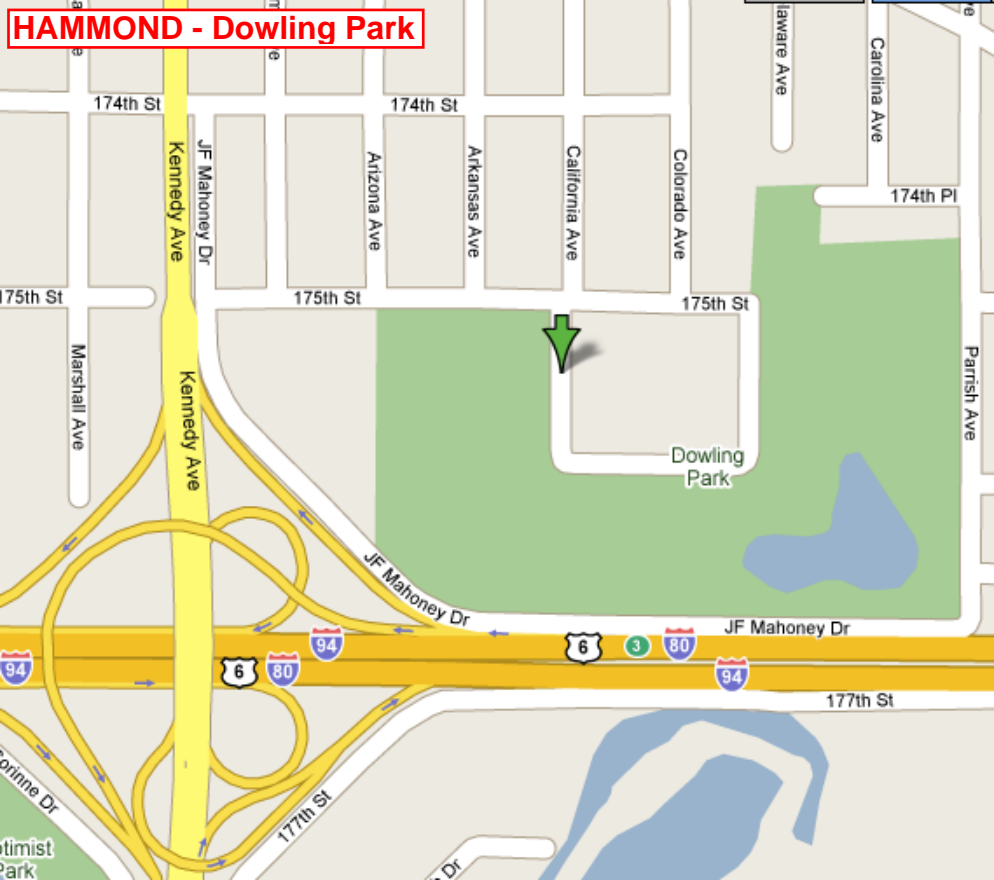 HAMMOND - Dowling Park
174th St
174th St
Kennedy Ave
JF Mahoney Dr
Arizona Ave
Arkansas Ave
California Ave
Colorado Ave
Carolina Ave
174th Pl
175th St
175th St
175th St
Marshall Ave
Kennedy Ave
Parrish Ave
Dowling
Park
JF Mahoney Dr
JF Mahoney Dr
94
6
3
80
94
6
80
94
177th St
177th St
Dr
Park